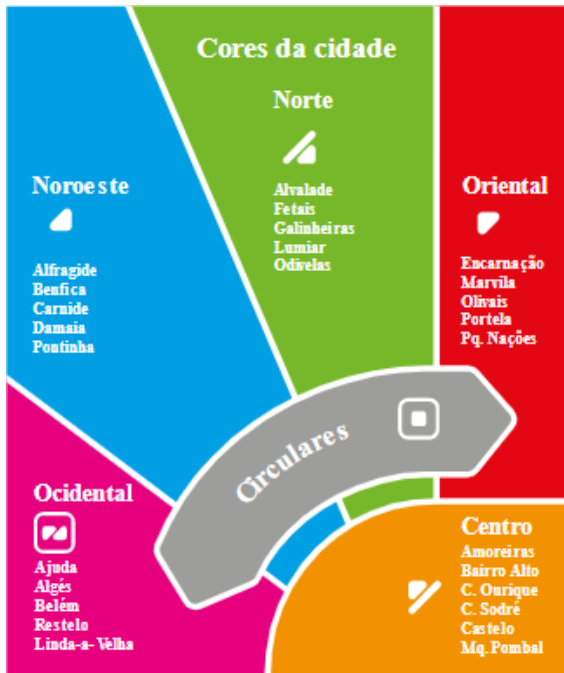 Cores da cidade
Norte
Alvalade
Fetais
Galinheiras
Lumiar
Odivelas
Noroeste
Alfragide
Benfica
Carnide
Damaia
Pontinha
Oriental
Encarnação
Marvila
Olivais
Portela
Pq. Nações
Circulares
Ocidental
Ajuda
Algés
Belém
Restelo
Linda-a-Velha
Centro
Amoreiras
Bairro Alto
C. Ourique
C. Sodré
Castelo
Mq. Pombal